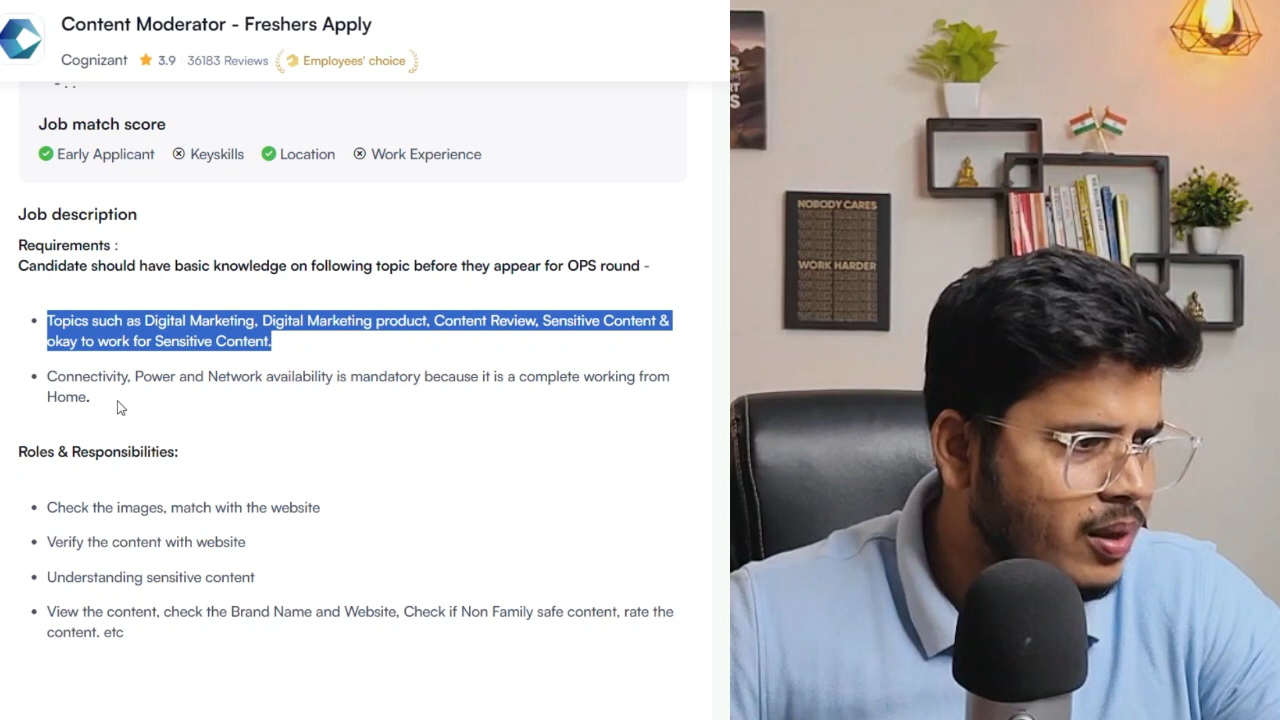 Content Moderator - Freshers Apply
Cognizant 3.9 36183 Reviews Employees' choice
Job match score
Early Applicant Keyskills Location Work Experience
Job description
Requirements :
Candidate should have basic knowledge on following topic before they appear for OPS round -
• Topics such as Digital Marketing, Digital Marketing product, Content Review, Sensitive Content &
okay to work for Sensitive Content.
• Connectivity, Power and Network availability is mandatory because it is a complete working from
Home.
Roles & Responsibilities:
• Check the images, match with the website
• Verify the content with website
• Understanding sensitive content
• View the content, check the Brand Name and Website, Check if Non Family safe content, rate the
content. etc
NOBODY CARES
WORK HARDER